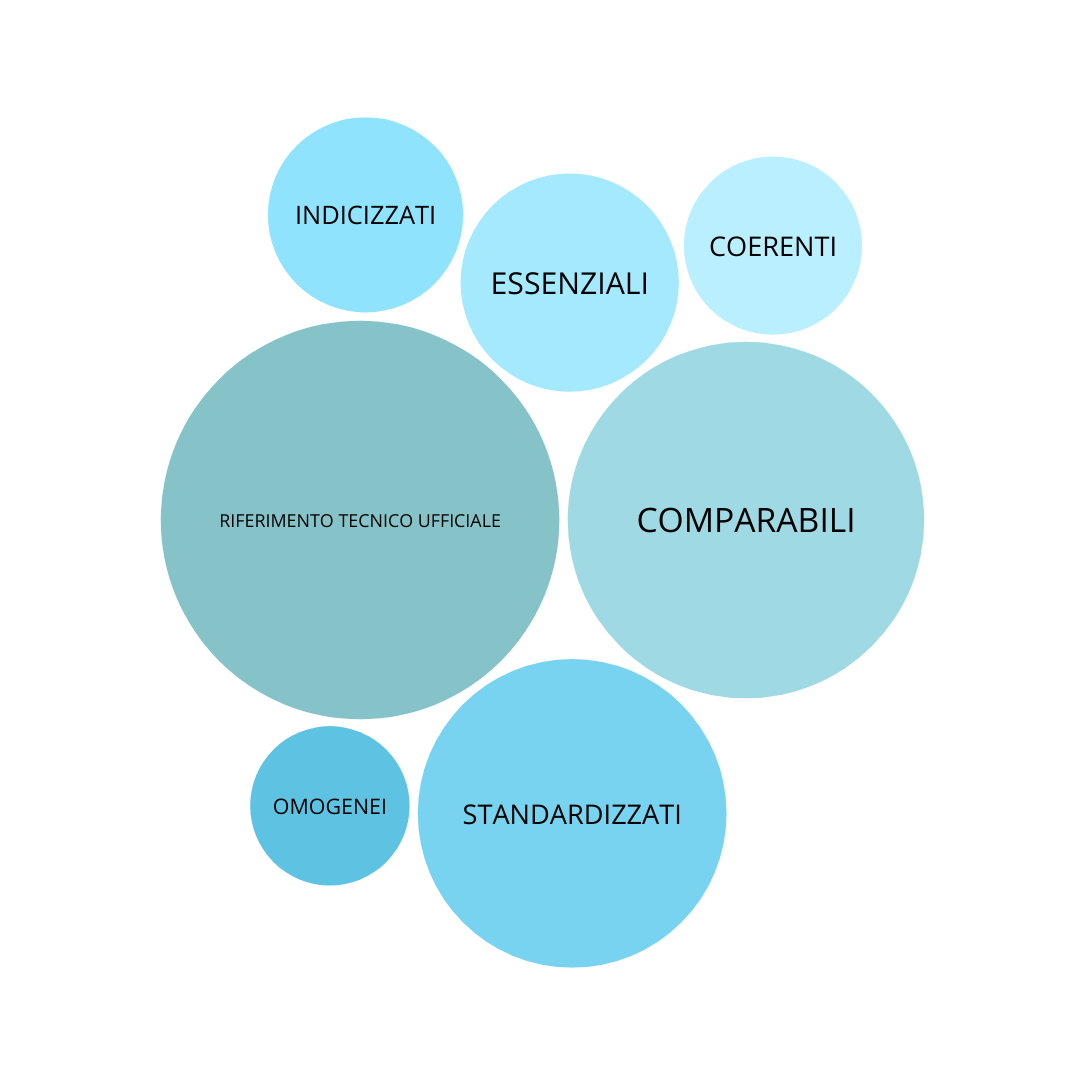 INDICIZZATI
ESSENZIALI
COERENTI
RIFERIMENTO TECNICO UFFICIALE
COMPARABILI
OMOGENEI
STANDARDIZZATI